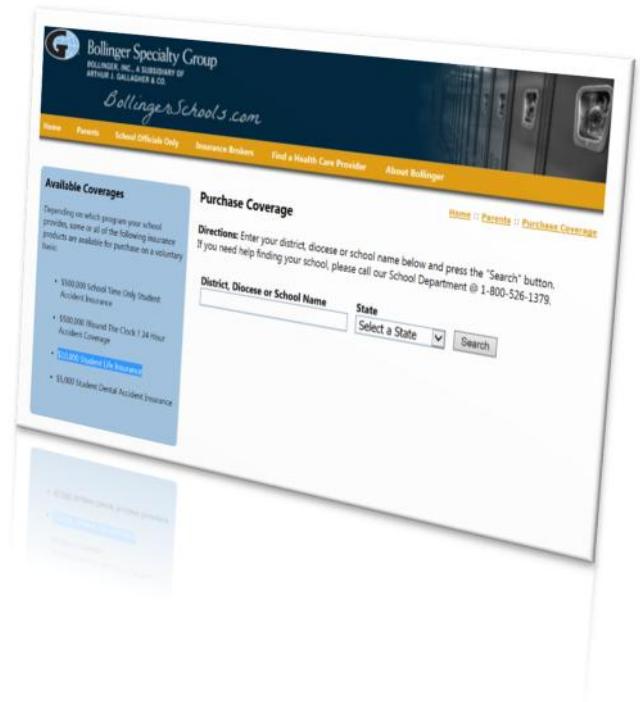 Bollinger Specialty Group
BOLLINGER, INC., A SUBSIDIARY OF
ARTHUR J. GALLAGHER & CO.
BollingerSchools.com
Home Parents School Officials Only Insurance Brokers Find a Health Care Provider About Bollinger
Available Coverages
Depending on which program your school
provides, some or all of the following insurance
products are available for purchase on a voluntary
basis:
• $500,000 School Time Only Student
Accident Insurance
• $500,000 (Round The Clock / 24 Hour
Accident Coverage
• $10,000 Student Life Insurance
• $5,000 Student Dental Accident Insurance
Purchase Coverage
Home :: Parents :: Purchase Coverage
Directions: Enter your district, diocese or school name below and press the "Search" button.
If you need help finding your school, please call our School Department @ 1-800-526-1379.
District, Diocese or School Name State
Select a State Search